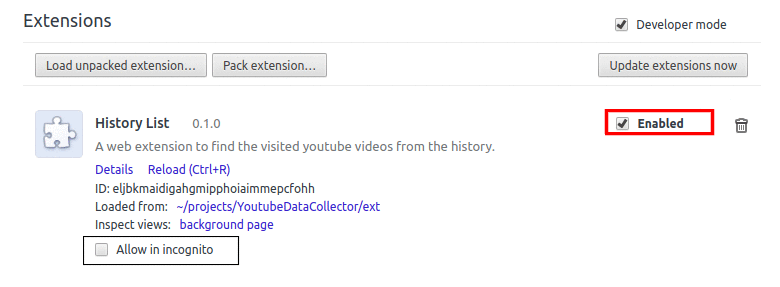 Extensions
Developer mode
Load unpacked extension...
Pack extension...
Update extensions now
History List 0.1.0
Enabled
A web extension to find the visited youtube videos from the history.
Details Reload (Ctrl+R)
ID: eljbkmaidigahgmipphoiaimmepcfohh
Loaded from: ~/projects/YoutubeDataCollector/ext
Inspect views: background page
Allow in incognito